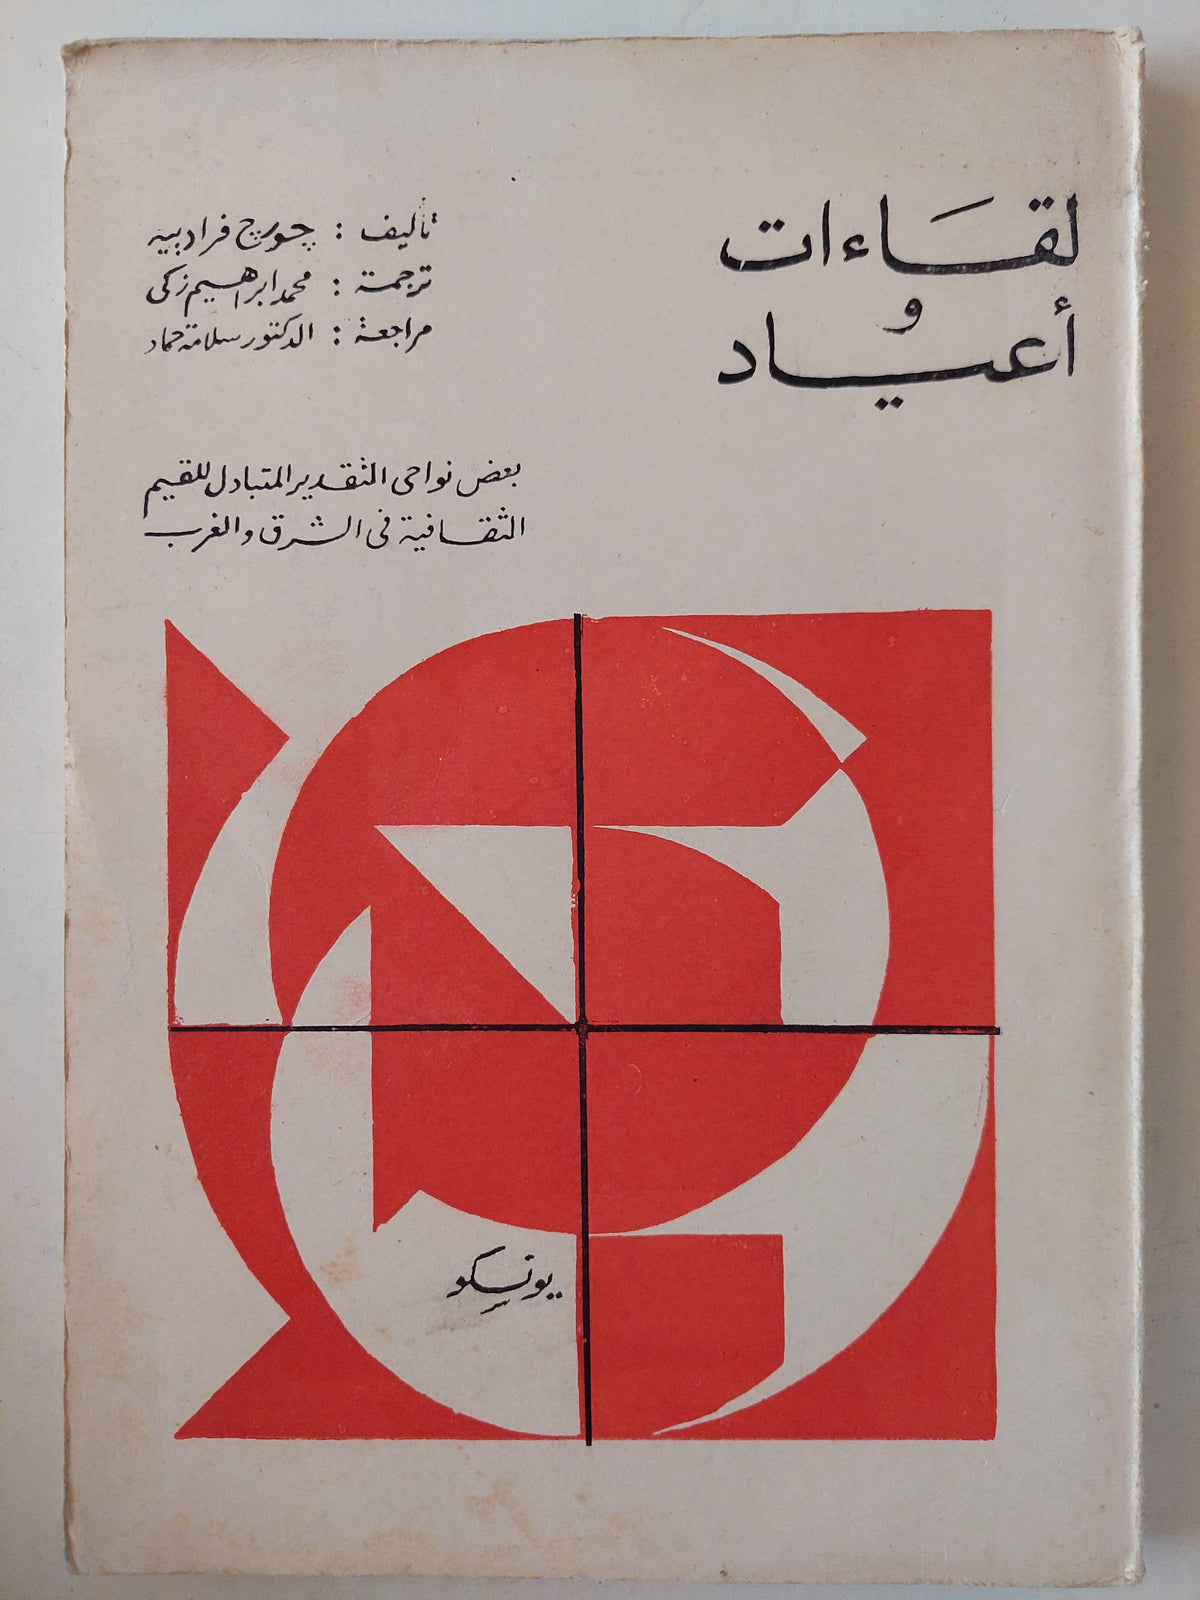 لقاءات
و
أعياد
تأليف : چورچ فرادييه
ترجمة : محمد ابراهيم زكى
مراجعة : الدكتور سلامة حماد
بعض نواحى التقدير المتبادل للقيم
الثقافية فى الشرق والغرب
يونسكو